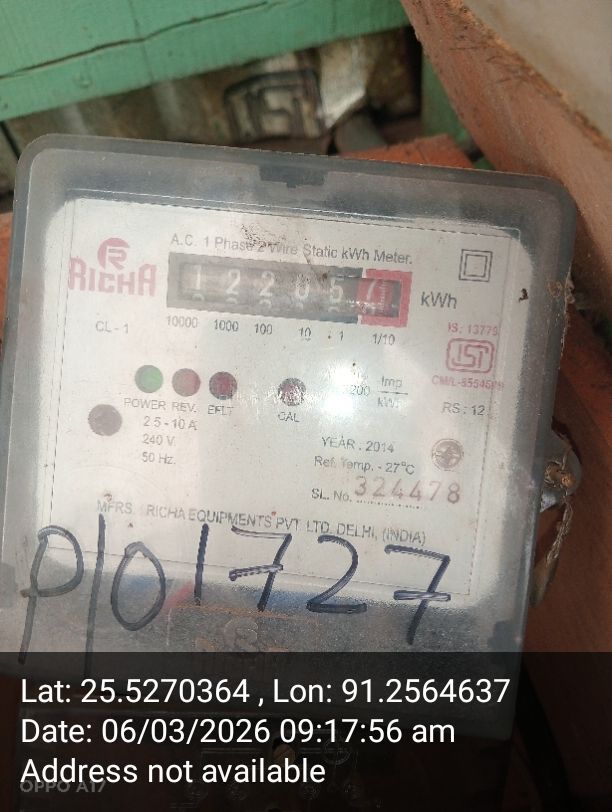 A.C. 1 Phase 2 Wire Static kWh Meter.
RICHA
kWh
CL - 1
10000 1000 100 10 1 1/10
IS : 13779
ISI
POWER REV. EFLT CAL
Imp
kWh
RS : 12
2.5 - 10 A
240 V
50 Hz.
YEAR . 2014
Ref. Temp. - 27°C
SL. No. 324478
MFRS. : RICHA EQUIPMENTS PVT. LTD. DELHI, (INDIA)
P/01727
Lat: 25.5270364 , Lon: 91.2564637
Date: 06/03/2026 09:17:56 am
Address not available
OPPO A17